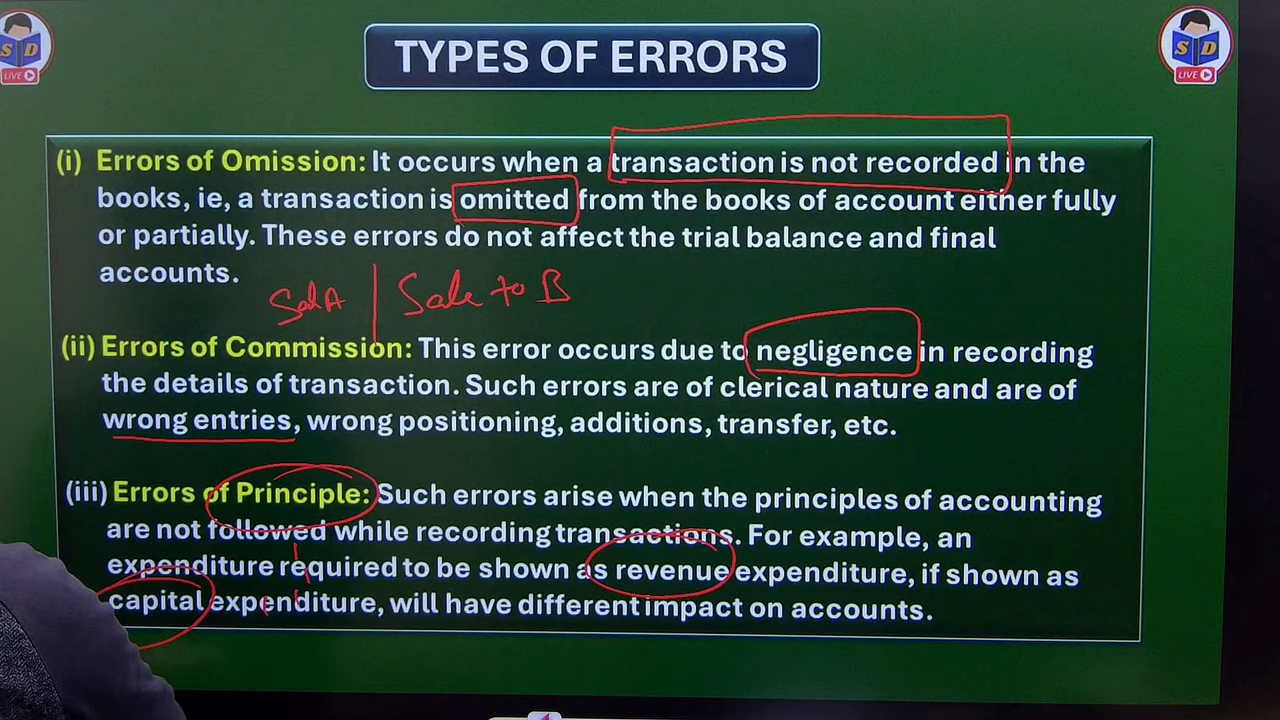 S D
LIVE
TYPES OF ERRORS
S D
LIVE
(i) Errors of Omission: It occurs when a transaction is not recorded in the
books, ie, a transaction is omitted from the books of account either fully
or partially. These errors do not affect the trial balance and final
accounts.
Sale to B
(ii) Errors of Commission: This error occurs due to negligence in recording
the details of transaction. Such errors are of clerical nature and are of
wrong entries, wrong positioning, additions, transfer, etc.
(iii) Errors of Principle: Such errors arise when the principles of accounting
are not followed while recording transactions. For example, an
expenditure required to be shown as revenue expenditure, if shown as
capital expenditure, will have different impact on accounts.